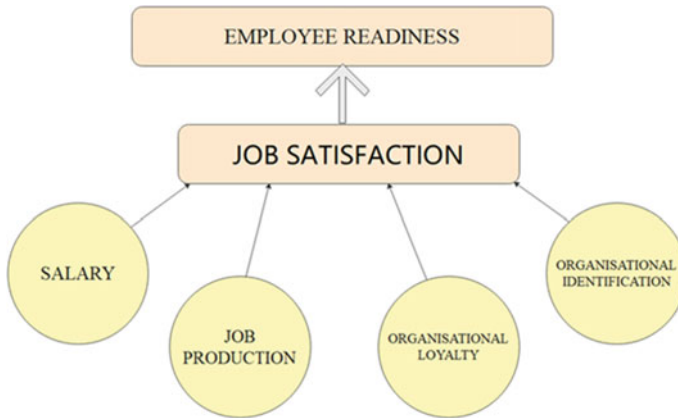 EMPLOYEE READINESS
JOB SATISFACTION
SALARY
JOB
PRODUCTION
ORGANISATIONAL
LOYALTY
ORGANISATIONAL
IDENTIFICATION